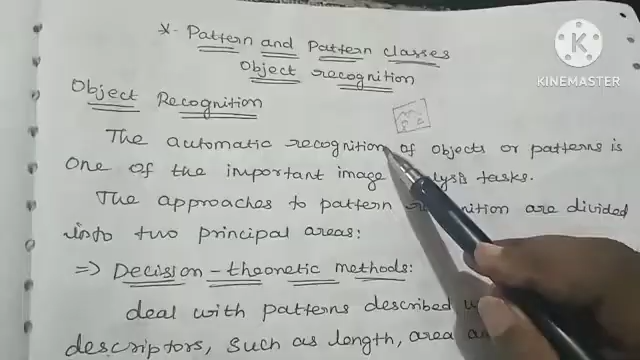 * Pattern and Pattern classes
Object recognition
KINEMASTER
Object Recognition
The automatic recognition of objects or patterns is
one of the important image tasks.
The approaches to pattern are divided
into two principal areas:
=> Decision-theoretic methods:
deal with patterns described
descriptors, such as length, area